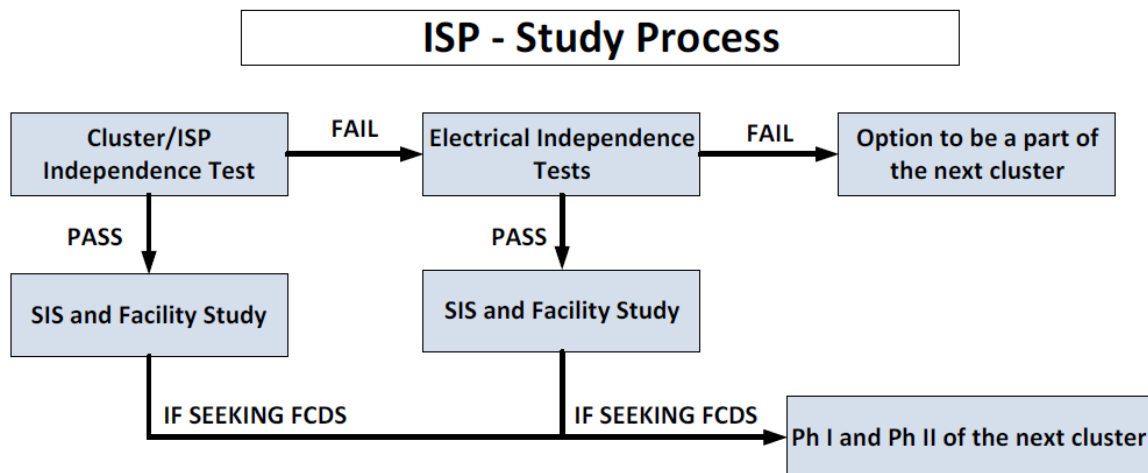 ISP - Study Process
Cluster/ISP
Independence Test
FAIL
Electrical Independence
Tests
FAIL
Option to be a part of
the next cluster
PASS
PASS
SIS and Facility Study
SIS and Facility Study
IF SEEKING FCDS
IF SEEKING FCDS
Ph I and Ph II of the next cluster